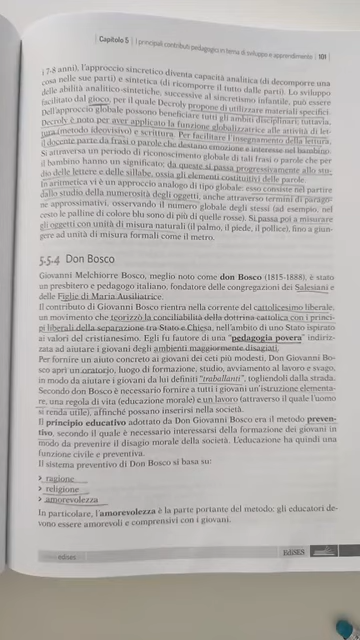 Capitolo 5 | I principali contributi pedagogici in tema di sviluppo e apprendimento | 101
i 7-8 anni), l'approccio sincretico diventa capacità analitica (di decomporre una
cosa nelle sue parti) e sintetica (di ricomporre il tutto dalle parti). Lo sviluppo
delle abilità analitico-sintetiche, successive al sincretismo infantile, può essere
facilitato dal gioco, per il quale Decroly propone di utilizzare materiali specifici.
Dell'approccio globale possono beneficiare tutti gli ambiti disciplinari; tuttavia,
Decroly è noto per aver applicato la funzione globalizzatrice alle attività di let-
tura (metodo ideovisivo) e scrittura. Per facilitare l'insegnamento della lettura,
il docente parte da frasi o parole che destano emozione e interesse nel bambino.
Si attraversa un periodo di riconoscimento globale di tali frasi o parole che per
il bambino hanno un significato; da queste si passa progressivamente allo stu-
dio delle lettere e delle sillabe, ossia gli elementi costitutivi delle parole.
In aritmetica vi è un approccio analogo di tipo globale: esso consiste nel partire
dallo studio della numerosità degli oggetti, anche attraverso termini di parago-
ne approssimativi, osservando il numero globale degli stessi (ad esempio, nel
cesto le palline di colore blu sono di più di quelle rosse). Si passa poi a misurare
gli oggetti con unità di misura naturali (il palmo, il piede, il pollice), fino a giun-
gere ad unità di misura formali come il metro.
5.5.4 Don Bosco
Giovanni Melchiorre Bosco, meglio noto come don Bosco (1815-1888), è stato
un presbitero e pedagogo italiano, fondatore delle congregazioni dei Salesiani e
delle Figlie di Maria Ausiliatrice.
Il contributo di Giovanni Bosco rientra nella corrente del cattolicesimo liberale,
un movimento che teorizzò la conciliabilità della dottrina cattolica con i princi-
pi liberali della separazione tra Stato e Chiesa, nell'ambito di uno Stato ispirato
ai valori del cristianesimo. Egli fu fautore di una "pedagogia povera" indiriz-
zata ad aiutare i giovani degli ambienti maggiormente disagiati.
Per fornire un aiuto concreto ai giovani dei ceti più modesti, Don Giovanni Bo-
sco aprì un oratorio, luogo di formazione, studio, avviamento al lavoro e svago,
in modo da aiutare i giovani da lui definiti "traballanti", togliendoli dalla strada.
Secondo don Bosco è necessario fornire a tutti i giovani un'istruzione elementa-
re, una regola di vita (educazione morale) e un lavoro (attraverso il quale l'uomo
si renda utile), affinché possano inserirsi nella società.
Il principio educativo adottato da Don Giovanni Bosco era il metodo preven-
tivo, secondo il quale è necessario interessarsi della formazione dei giovani in
modo da prevenire il disagio morale della società. L'educazione ha quindi una
funzione civile e preventiva.
Il sistema preventivo di Don Bosco si basa su:
> ragione
> religione
> amorevolezza
In particolare, l'amorevolezza è la parte portante del metodo: gli educatori de-
vono essere amorevoli e comprensivi con i giovani.
edises
EdiSES